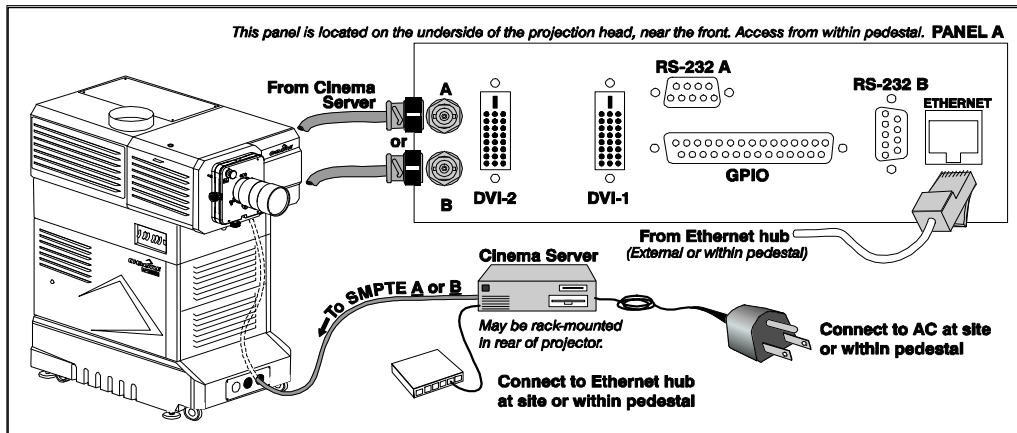 This panel is located on the underside of the projection head, near the front. Access from within pedestal. PANEL A
From Cinema
Server
A
or
B
DVI-2
DVI-1
RS-232 A
GPIO
RS-232 B
ETHERNET
From Ethernet hub
(External or within pedestal)
Cinema Server
To SMPTE A or B
May be rack-mounted
in rear of projector.
Connect to Ethernet hub
at site or within pedestal
Connect to AC at site
or within pedestal